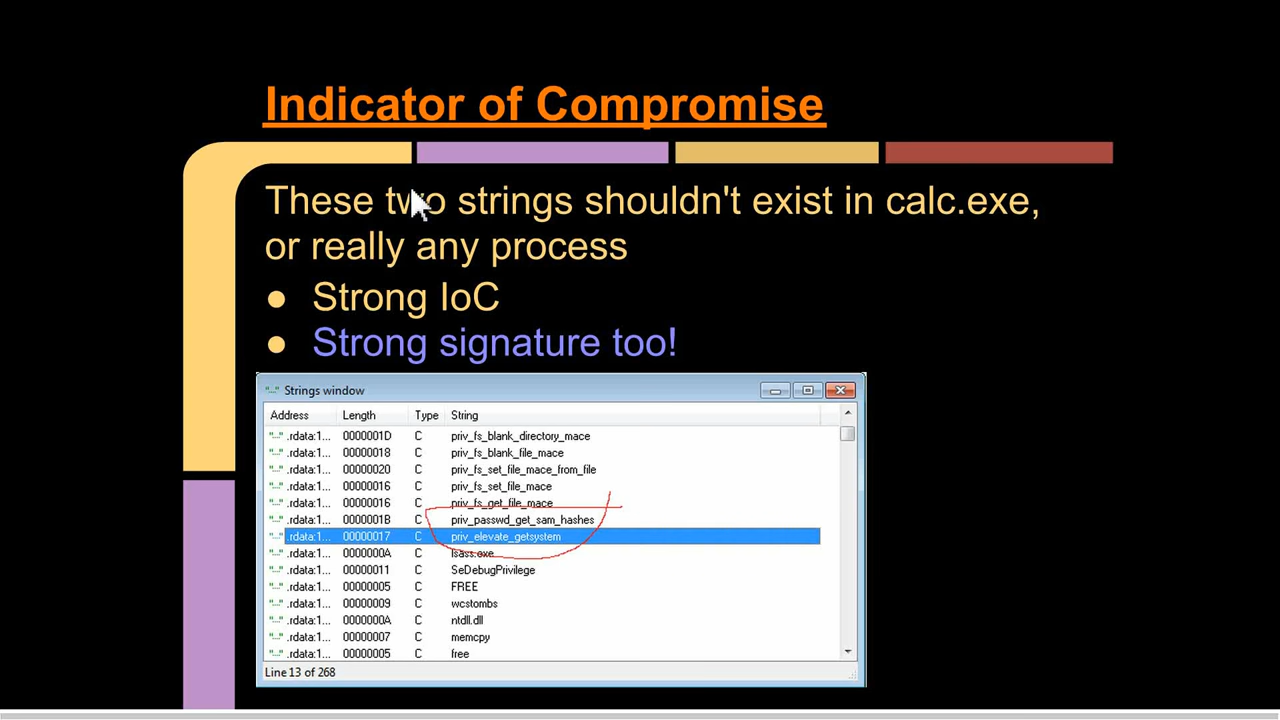 Indicator of Compromise
These two strings shouldn't exist in calc.exe,
or really any process
● Strong IoC
● Strong signature too!
Strings window
Address Length Type String
.rdata:1... 0000001D C priv_fs_blank_directory_mace
.rdata:1... 00000018 C priv_fs_blank_file_mace
.rdata:1... 00000020 C priv_fs_set_file_mace_from_file
.rdata:1... 00000016 C priv_fs_set_file_mace
.rdata:1... 00000016 C priv_fs_get_file_mace
.rdata:1... 0000001B C priv_passwd_get_sam_hashes
.rdata:1... 00000017 C priv_elevate_getsystem
.rdata:1... 0000000A C lsass.exe
.rdata:1... 00000011 C SeDebugPrivilege
.rdata:1... 00000005 C FREE
.rdata:1... 00000009 C wcstombs
.rdata:1... 0000000A C ntdll.dll
.rdata:1... 00000007 C memcpy
.rdata:1... 00000005 C free
Line 13 of 268